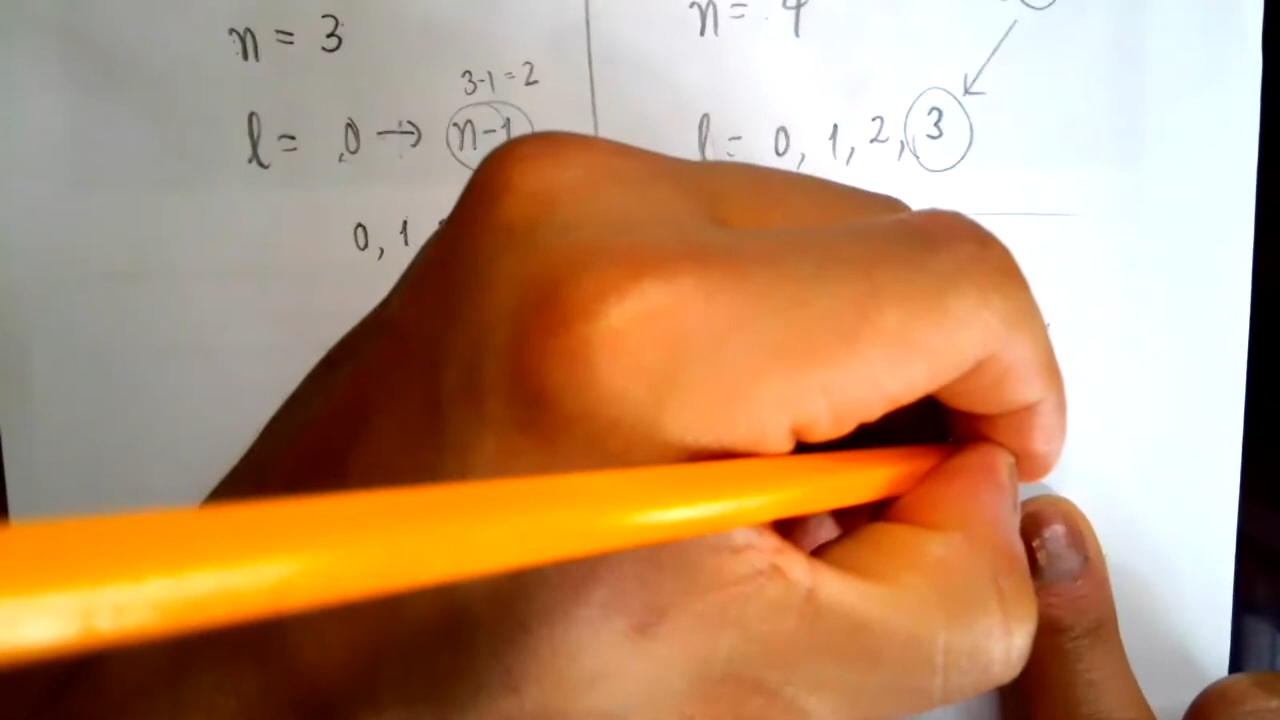 n = 3
3-1=2
l = 0 → n-1
0, 1
n = 4
l = 0, 1, 2, 3